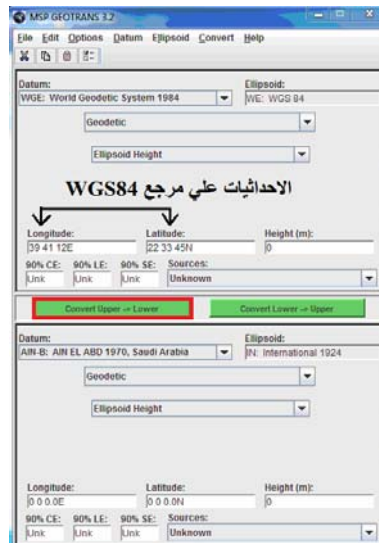 MSP GEOTRANS 3.2
File Edit Options Datum Ellipsoid Convert Help
Datum: Ellipsoid:
WGE: World Geodetic System 1984 WE: WGS 84
Geodetic
Ellipsoid Height
الاحداثيات علي مرجع WGS84
Longitude: Latitude: Height (m):
39 41 12E 22 33 45N 0
90% CE: 90% LE: 90% SE: Sources:
Unk Unk Unk Unknown
Convert Upper -> Lower Convert Lower -> Upper
Datum: Ellipsoid:
AIN-B: AIN EL ABD 1970, Saudi Arabia IN: International 1924
Geodetic
Ellipsoid Height
Longitude: Latitude: Height (m):
0 0 0.0E 0 0 0.0N 0
90% CE: 90% LE: 90% SE: Sources:
Unk Unk Unk Unknown